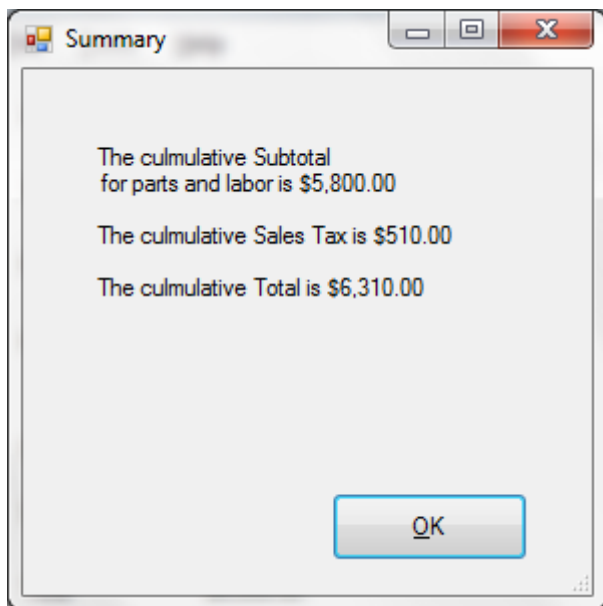 Summary
The culmulative Subtotal
for parts and labor is $5,800.00
The culmulative Sales Tax is $510.00
The culmulative Total is $6,310.00
OK